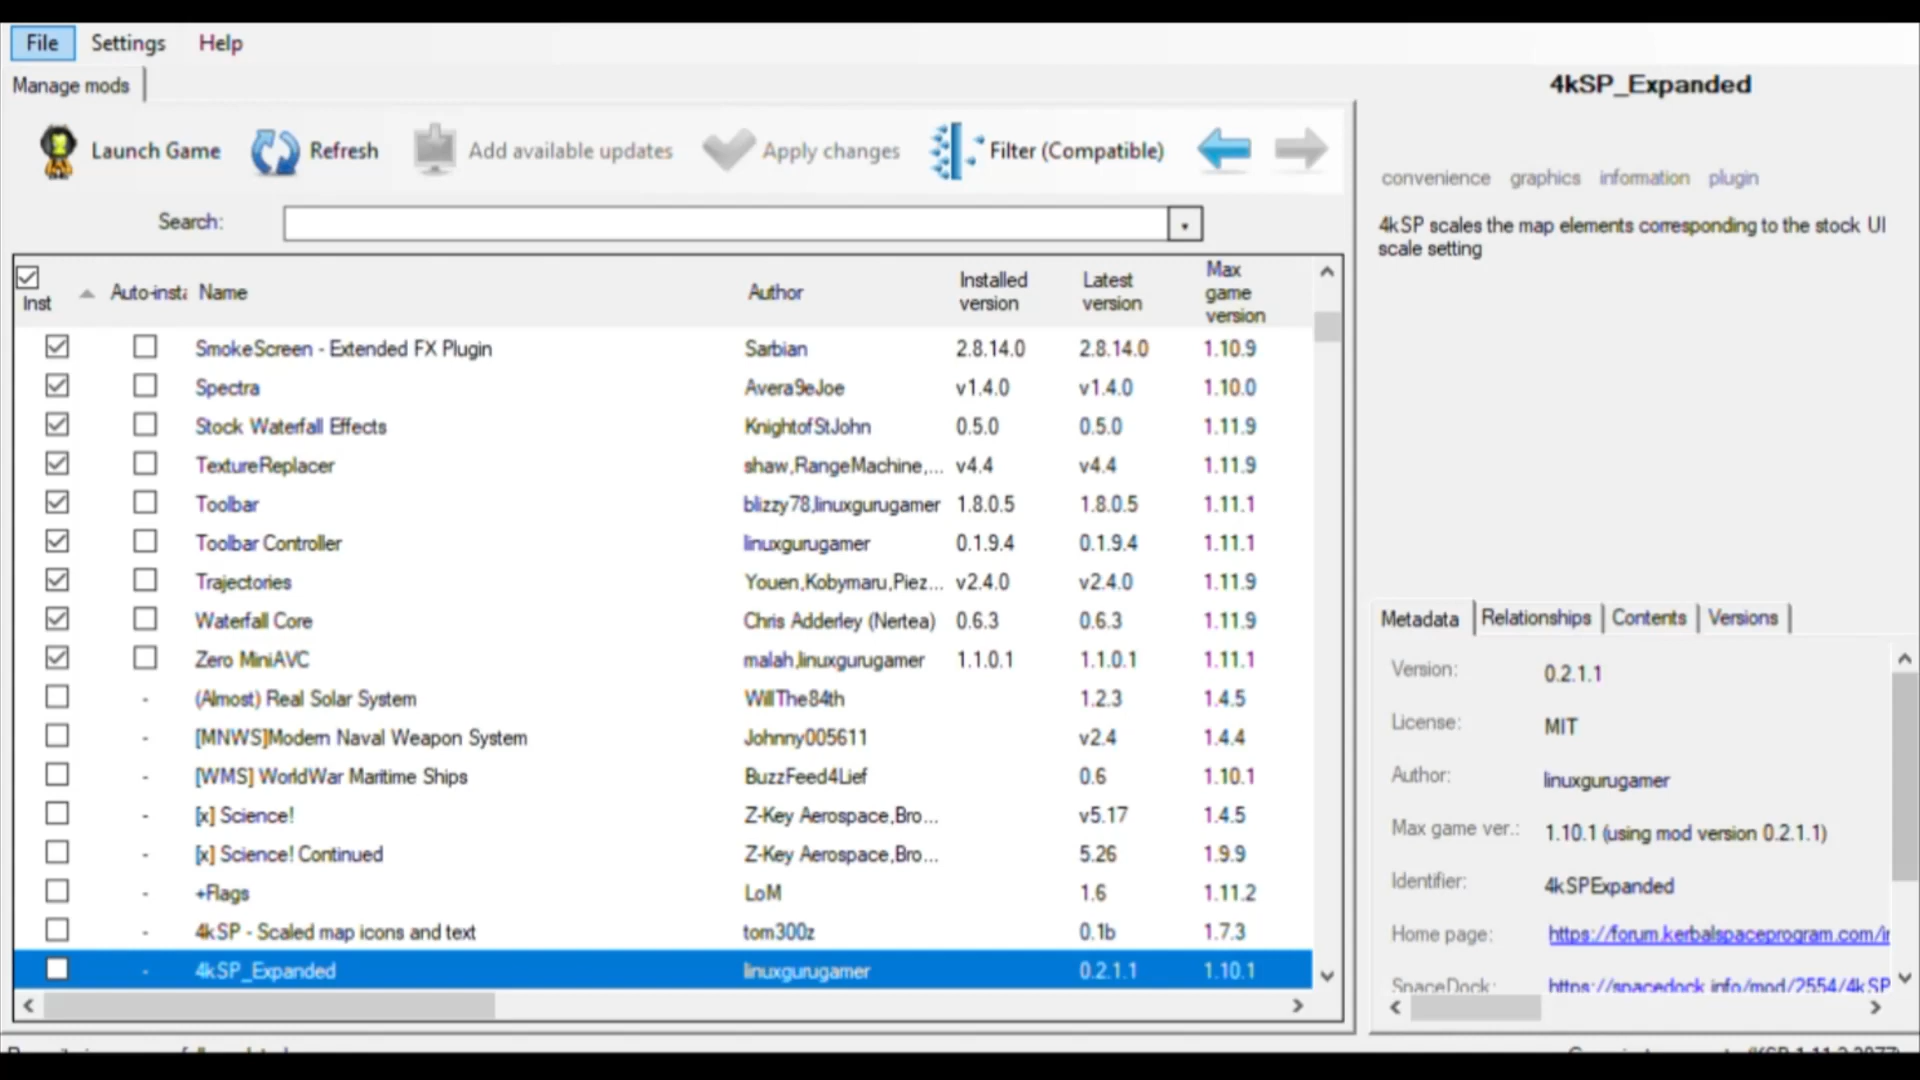 File Settings Help
Manage mods
4kSP_Expanded
Launch Game Refresh Add available updates Apply changes Filter (Compatible)
convenience graphics information plugin
Search:
4kSP scales the map elements corresponding to the stock UI
scale setting
Inst Auto-insta Name Author Installed version Latest version Max game version
SmokeScreen - Extended FX Plugin Sarbian 2.8.14.0 2.8.14.0 1.10.9
Spectra Avera9eJoe v1.4.0 v1.4.0 1.10.0
Stock Waterfall Effects KnightofStJohn 0.5.0 0.5.0 1.11.9
TextureReplacer shaw,RangeMachine,... v4.4 v4.4 1.11.9
Toolbar blizzy78,linuxgurugamer 1.8.0.5 1.8.0.5 1.11.1
Toolbar Controller linuxgurugamer 0.1.9.4 0.1.9.4 1.11.1
Trajectories Youen,Kobymaru,Piez... v2.4.0 v2.4.0 1.11.9
Waterfall Core Chris Adderley (Nertea) 0.6.3 0.6.3 1.11.9
Zero MiniAVC malah,linuxgurugamer 1.1.0.1 1.1.0.1 1.11.1
- (Almost) Real Solar System WillThe84th 1.2.3 1.4.5
- [MNWS]Modern Naval Weapon System Johnny005611 v2.4 1.4.4
- [WMS] WorldWar Maritime Ships BuzzFeed4Lief 0.6 1.10.1
- [x] Science! Z-Key Aerospace,Bro... v5.17 1.4.5
- [x] Science! Continued Z-Key Aerospace,Bro... 5.26 1.9.9
- +Flags LoM 1.6 1.11.2
- 4kSP - Scaled map icons and text tom300z 0.1b 1.7.3
- 4kSP_Expanded linuxgurugamer 0.2.1.1 1.10.1
Metadata Relationships Contents Versions
Version: 0.2.1.1
License: MIT
Author: linuxgurugamer
Max game ver.: 1.10.1 (using mod version 0.2.1.1)
Identifier: 4kSPExpanded
Home page: https://forum.kerbalspaceprogram.com/ir
SpaceDock: https://spacedock.info/mod/2554/4kSP